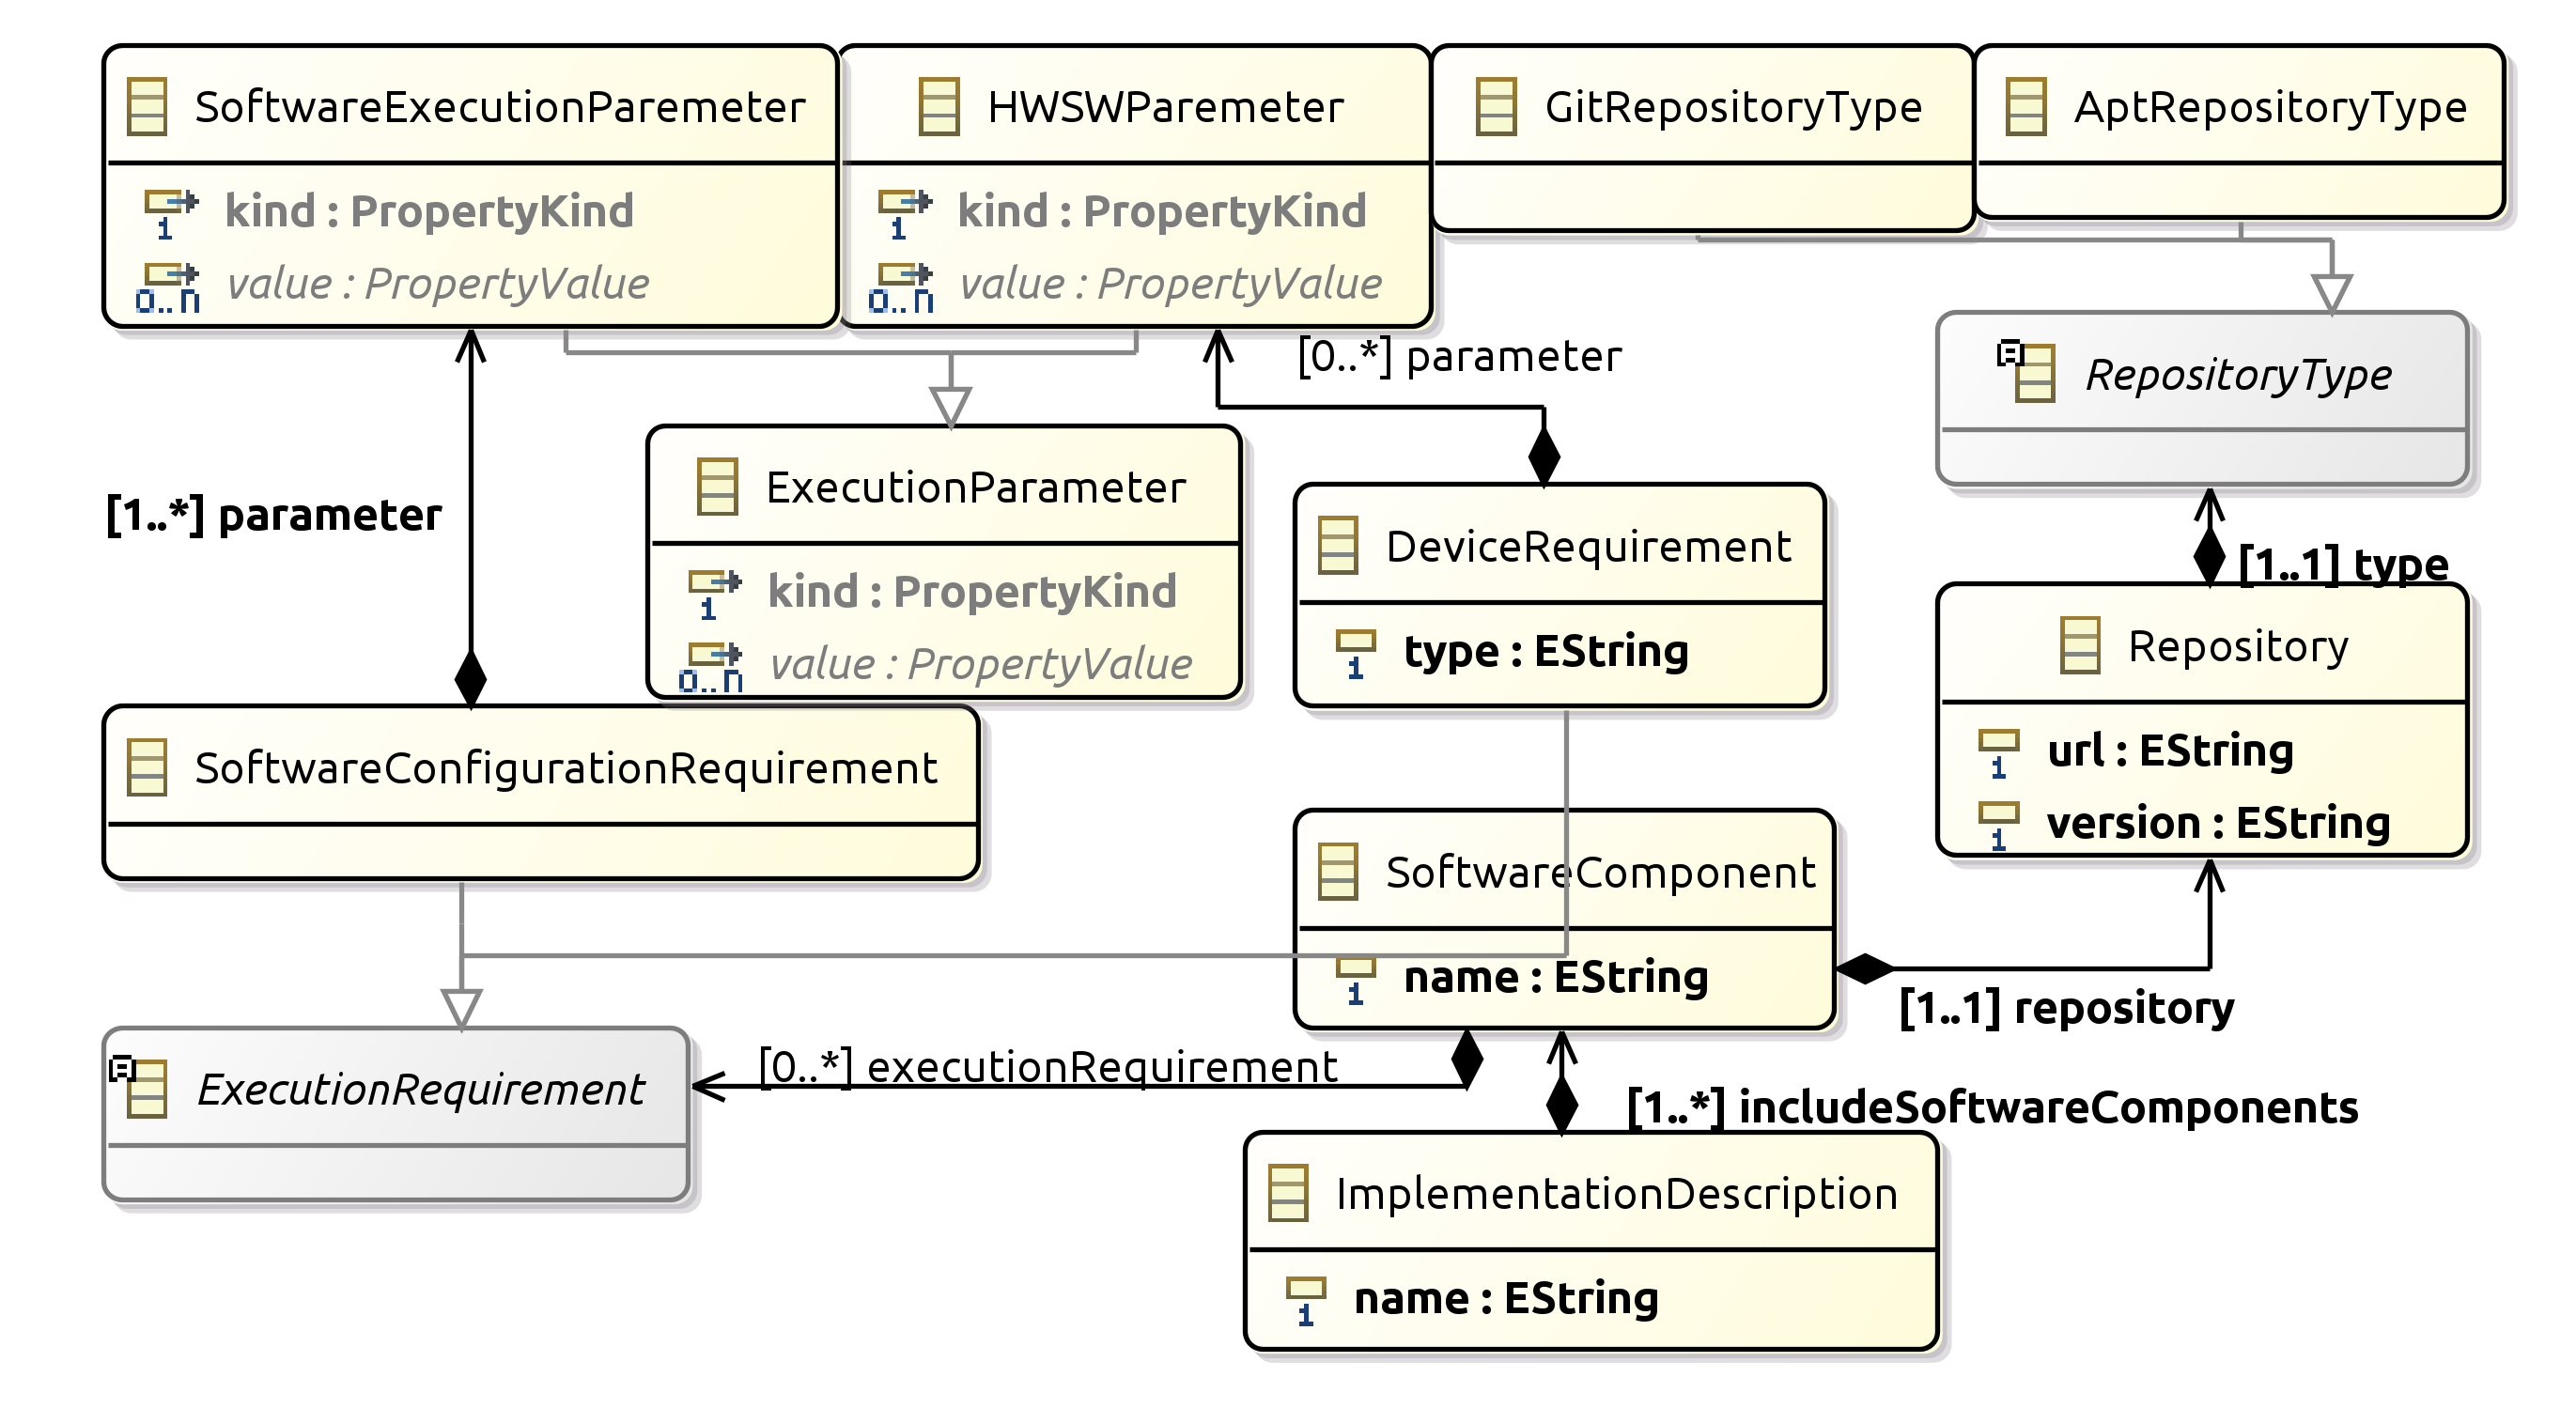 SoftwareExecutionParemeter
kind : PropertyKind
1
value : PropertyValue
0..n
HWSWParemeter
kind : PropertyKind
1
value : PropertyValue
0..n
GitRepositoryType
AptRepositoryType
[0..*] parameter
RepositoryType
[1..*] parameter
ExecutionParameter
kind : PropertyKind
1
value : PropertyValue
0..n
DeviceRequirement
type : EString
1
[1..1] type
Repository
url : EString
1
version : EString
1
SoftwareConfigurationRequirement
SoftwareComponent
name : EString
1
[1..1] repository
[0..*] executionRequirement
ExecutionRequirement
[1..*] includeSoftwareComponents
ImplementationDescription
name : EString
1